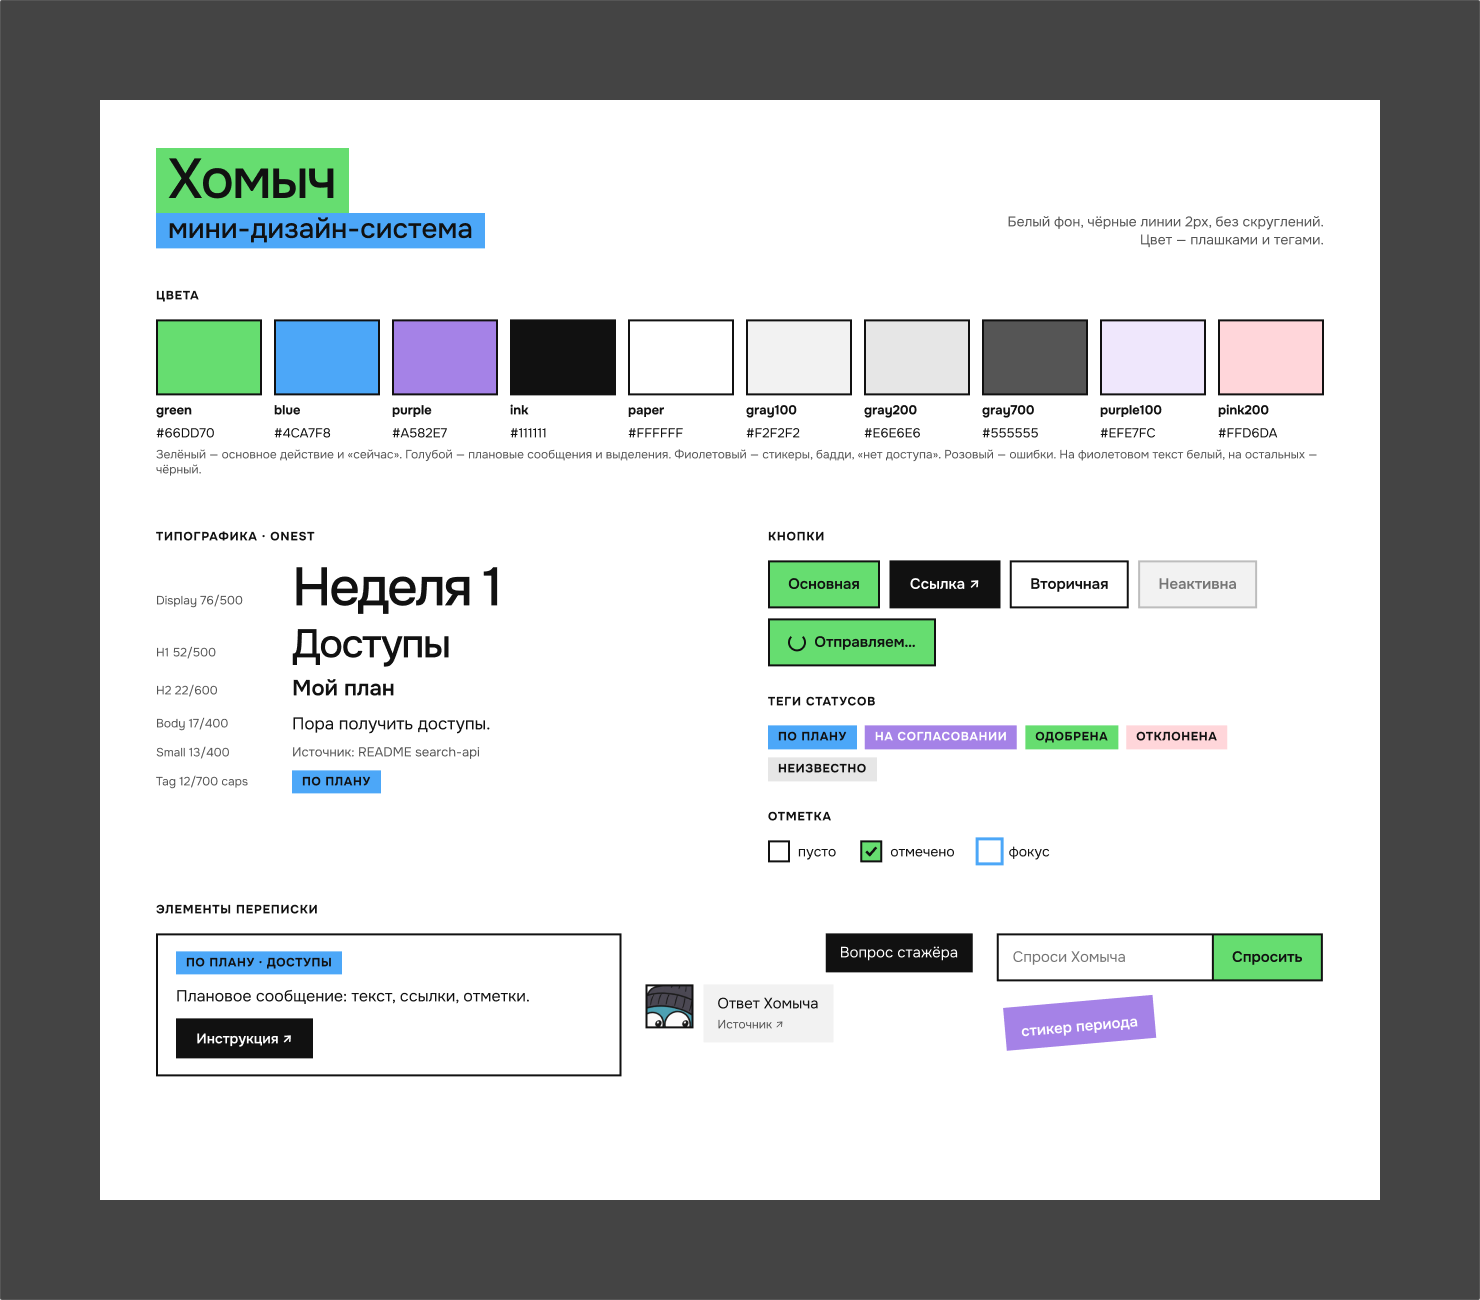 Хомыч
мини-дизайн-система
Белый фон, чёрные линии 2px, без скруглений.
Цвет — плашками и тегами.
ЦВЕТА
green
#66DD70
blue
#4CA7F8
purple
#A582E7
ink
#111111
paper
#FFFFFF
gray100
#F2F2F2
gray200
#E6E6E6
gray700
#555555
purple100
#EFE7FC
pink200
#FFD6DA
Зелёный — основное действие и «сейчас». Голубой — плановые сообщения и выделения. Фиолетовый — стикеры, бадди, «нет доступа». Розовый — ошибки. На фиолетовом текст белый, на остальных —
чёрный.
ТИПОГРАФИКА · ONEST
Display 76/500
Неделя 1
H1 52/500
Доступы
H2 22/600
Мой план
Body 17/400
Пора получить доступы.
Small 13/400
Источник: README search-api
Tag 12/700 caps
ПО ПЛАНУ
КНОПКИ
Основная
Ссылка ↗
Вторичная
Неактивна
Отправляем...
ТЕГИ СТАТУСОВ
ПО ПЛАНУ
НА СОГЛАСОВАНИИ
ОДОБРЕНА
ОТКЛОНЕНА
НЕИЗВЕСТНО
ОТМЕТКА
пусто
отмечено
фокус
ЭЛЕМЕНТЫ ПЕРЕПИСКИ
ПО ПЛАНУ · ДОСТУПЫ
Плановое сообщение: текст, ссылки, отметки.
Инструкция ↗
Вопрос стажёра
Ответ Хомыча
Источник ↗
Спроси Хомыча
Спросить
стикер периода